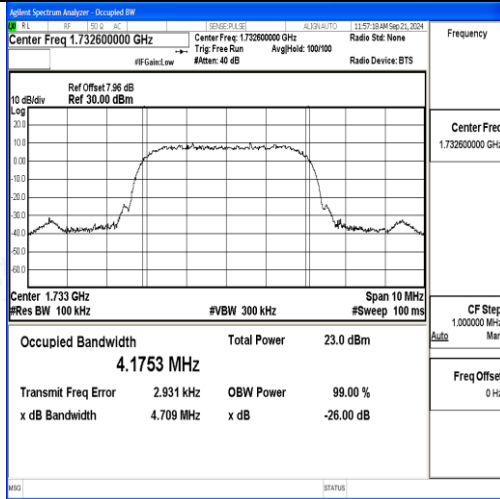 Agilent Spectrum Analyzer - Occupied BW
LXI RL RF 50 Ω AC SENSE:PULSE ALIGNAUTO 11:57:18 AM Sep 21, 2024
Center Freq 1.732600000 GHz
Center Freq: 1.732600000 GHz
Radio Std: None
Trig: Free Run Avg|Hold: 100/100
#IFGain:Low #Atten: 40 dB Radio Device: BTS
Ref Offset 7.96 dB
10 dB/div Ref 30.00 dBm
Log
20.0
10.0
0.00
-10.0
-20.0
-30.0
-40.0
-50.0
-60.0
Center 1.733 GHz Span 10 MHz
#Res BW 100 kHz #VBW 300 kHz #Sweep 100 ms
Occupied Bandwidth Total Power 23.0 dBm
4.1753 MHz
Transmit Freq Error 2.931 kHz OBW Power 99.00 %
x dB Bandwidth 4.709 MHz x dB -26.00 dB
MSG STATUS
Frequency
Center Freq
1.732600000 GHz
CF Step
1.000000 MHz
Auto Man
Freq Offset
0 Hz